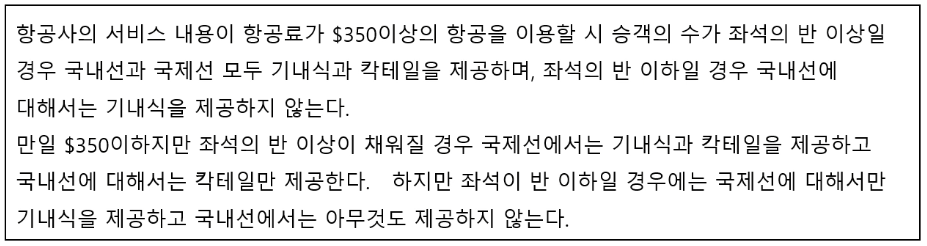 항공사의 서비스 내용이 항공료가 $350이상의 항공을 이용할 시 승객의 수가 좌석의 반 이상일
경우 국내선과 국제선 모두 기내식과 칵테일을 제공하며, 좌석의 반 이하일 경우 국내선에
대해서는 기내식을 제공하지 않는다.
만일 $350이하지만 좌석의 반 이상이 채워질 경우 국제선에서는 기내식과 칵테일을 제공하고
국내선에 대해서는 칵테일만 제공한다. 하지만 좌석이 반 이하일 경우에는 국제선에 대해서만
기내식을 제공하고 국내선에서는 아무것도 제공하지 않는다.